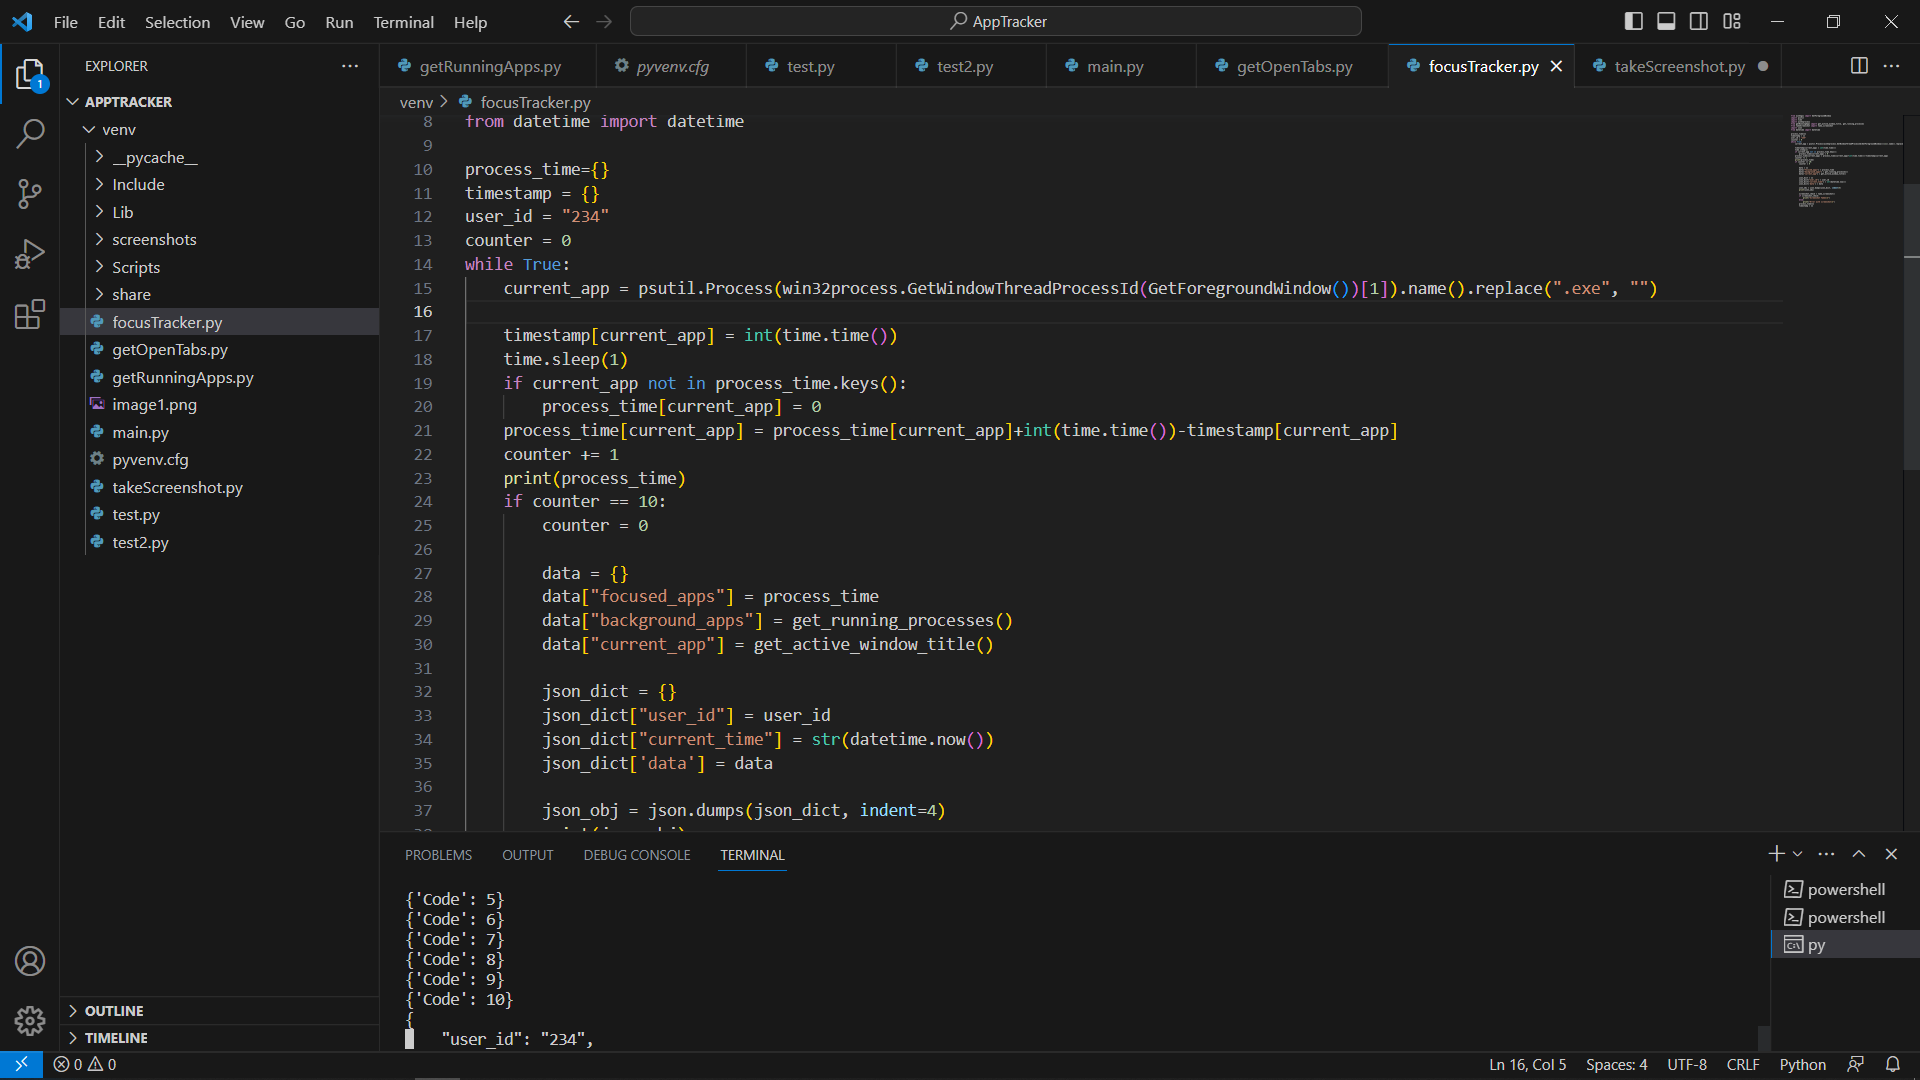 File Edit Selection View Go Run Terminal Help
AppTracker
EXPLORER
1
APPTRACKER
venv
__pycache__
Include
Lib
screenshots
Scripts
share
focusTracker.py
getOpenTabs.py
getRunningApps.py
image1.png
main.py
pyvenv.cfg
takeScreenshot.py
test.py
test2.py
OUTLINE
TIMELINE
getRunningApps.py pyvenv.cfg test.py test2.py main.py getOpenTabs.py focusTracker.py takeScreenshot.py
venv > focusTracker.py
8 from datetime import datetime
9
10 process_time={}
11 timestamp = {}
12 user_id = "234"
13 counter = 0
14 while True:
15 current_app = psutil.Process(win32process.GetWindowThreadProcessId(GetForegroundWindow())[1]).name().replace(".exe", "")
16
17 timestamp[current_app] = int(time.time())
18 time.sleep(1)
19 if current_app not in process_time.keys():
20 process_time[current_app] = 0
21 process_time[current_app] = process_time[current_app]+int(time.time())-timestamp[current_app]
22 counter += 1
23 print(process_time)
24 if counter == 10:
25 counter = 0
26
27 data = {}
28 data["focused_apps"] = process_time
29 data["background_apps"] = get_running_processes()
30 data["current_app"] = get_active_window_title()
31
32 json_dict = {}
33 json_dict["user_id"] = user_id
34 json_dict["current_time"] = str(datetime.now())
35 json_dict['data'] = data
36
37 json_obj = json.dumps(json_dict, indent=4)
PROBLEMS OUTPUT DEBUG CONSOLE TERMINAL
{'Code': 5}
{'Code': 6}
{'Code': 7}
{'Code': 8}
{'Code': 9}
{'Code': 10}
{
"user_id": "234",
powershell
powershell
py
0 0
Ln 16, Col 5 Spaces: 4 UTF-8 CRLF Python